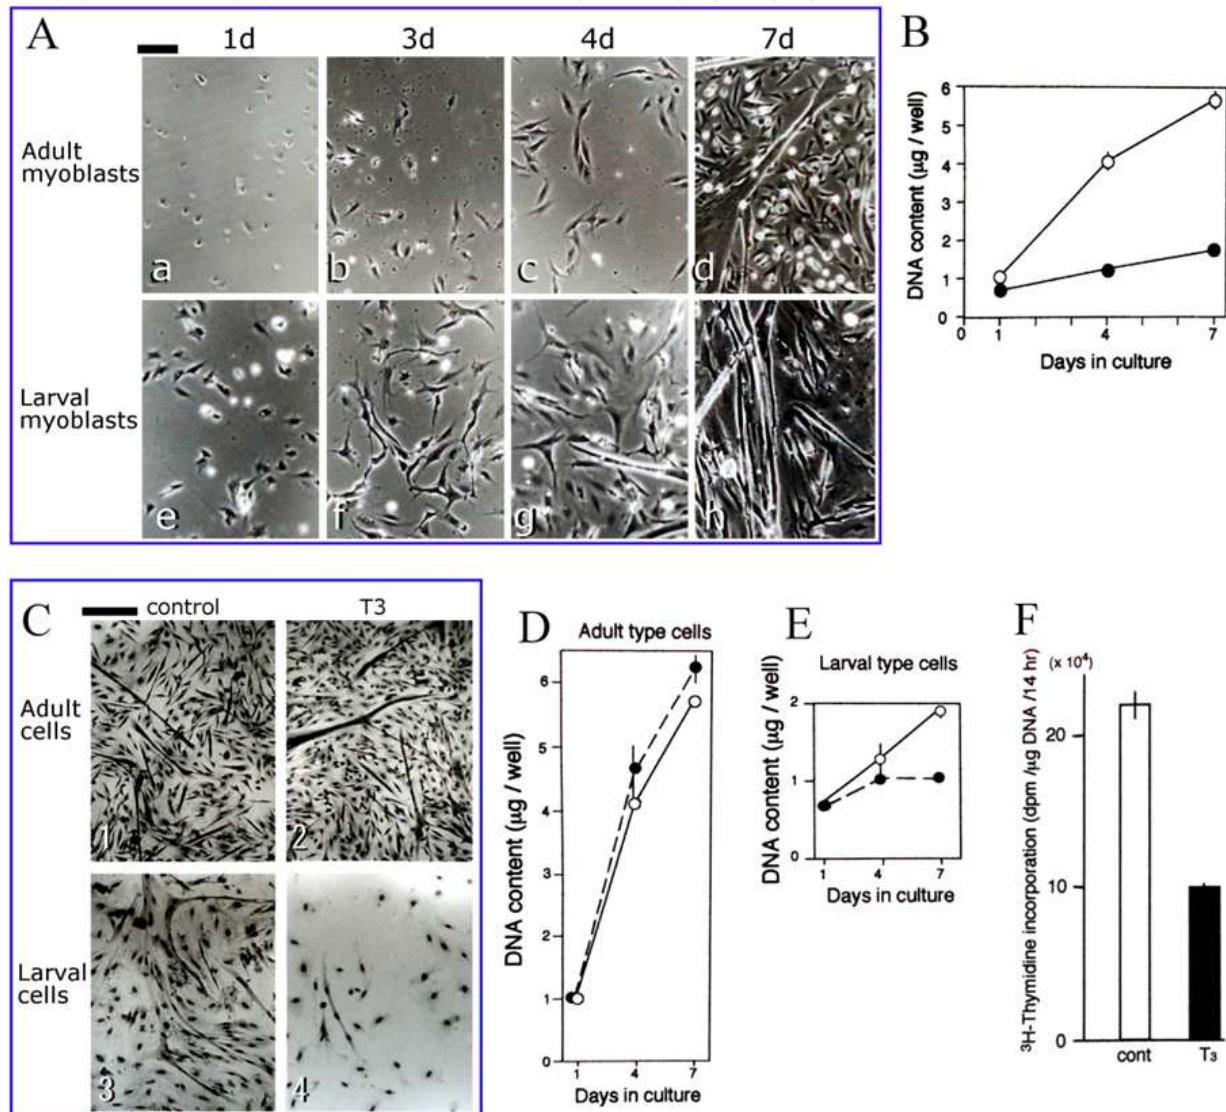 A
1d 3d 4d 7d
Adult
myoblasts
a b c d
Larval
myoblasts
e f g h
B
DNA content (µg / well)
6
5
4
3
2
1
0
0 1 4 7
Days in culture
C
control T3
Adult
cells
1 2
Larval
cells
3 4
D
Adult type cells
DNA content (µg / well)
6
5
4
3
2
1
0
1 4 7
Days in culture
E
Larval type cells
DNA content (µg / well)
2
1
0
1 4 7
Days in culture
F
(x 10⁴)
³H-Thymidine incorporation (dpm /µg DNA /14 hr)
20
10
0
cont T₃